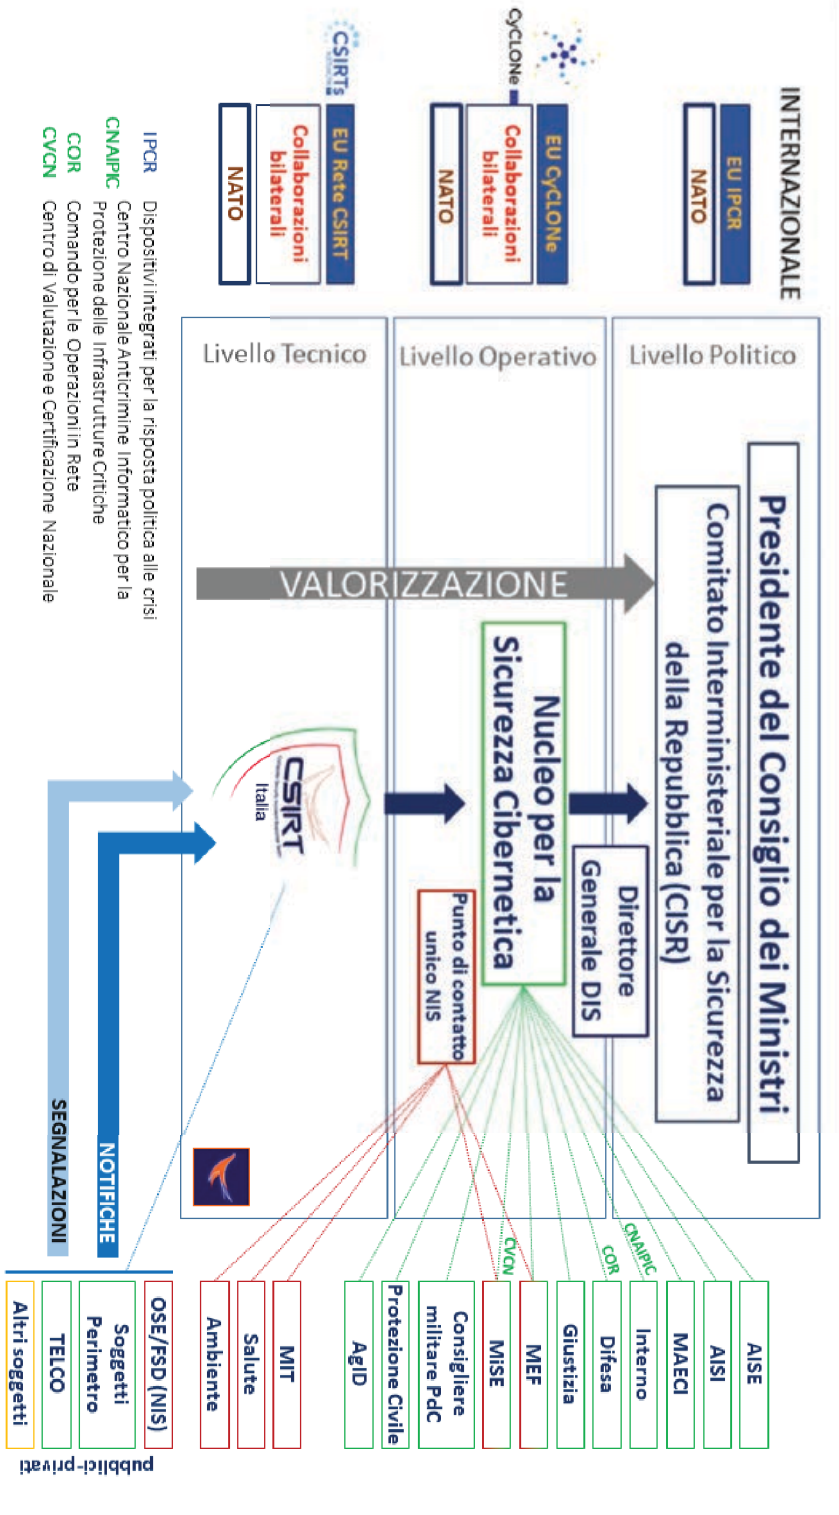 INTERNAZIONALE
EU IPCR
NATO
CyCLONe
EU CyCLONe
Collaborazioni
bilaterali
NATO
CSIRTs
EU Rete CSIRT
Collaborazioni
bilaterali
NATO
Livello Politico
Presidente del Consiglio dei Ministri
Comitato Interministeriale per la Sicurezza
della Repubblica (CISR)
Livello Operativo
Direttore
Generale DIS
Nucleo per la
Sicurezza Cibernetica
Punto di contatto
unico NIS
VALORIZZAZIONE
Livello Tecnico
CSIRT
Italia
AISE
AISI
MAECI
CNAIPIC
Interno
COR
Difesa
Giustizia
MEF
CVCN
MiSE
Consigliere
militare PdC
Protezione Civile
AgID
MIT
Salute
Ambiente
NOTIFICHE
SEGNALAZIONI
OSE/FSD (NIS)
Soggetti
Perimetro
TELCO
Altri soggetti
pubblici-privati
IPCR Dispositivi integrati per la risposta politica alle crisi
CNAIPIC Centro Nazionale Anticrimine Informatico per la
Protezione delle Infrastrutture Critiche
COR Comando per le Operazioni in Rete
CVCN Centro di Valutazione e Certificazione Nazionale